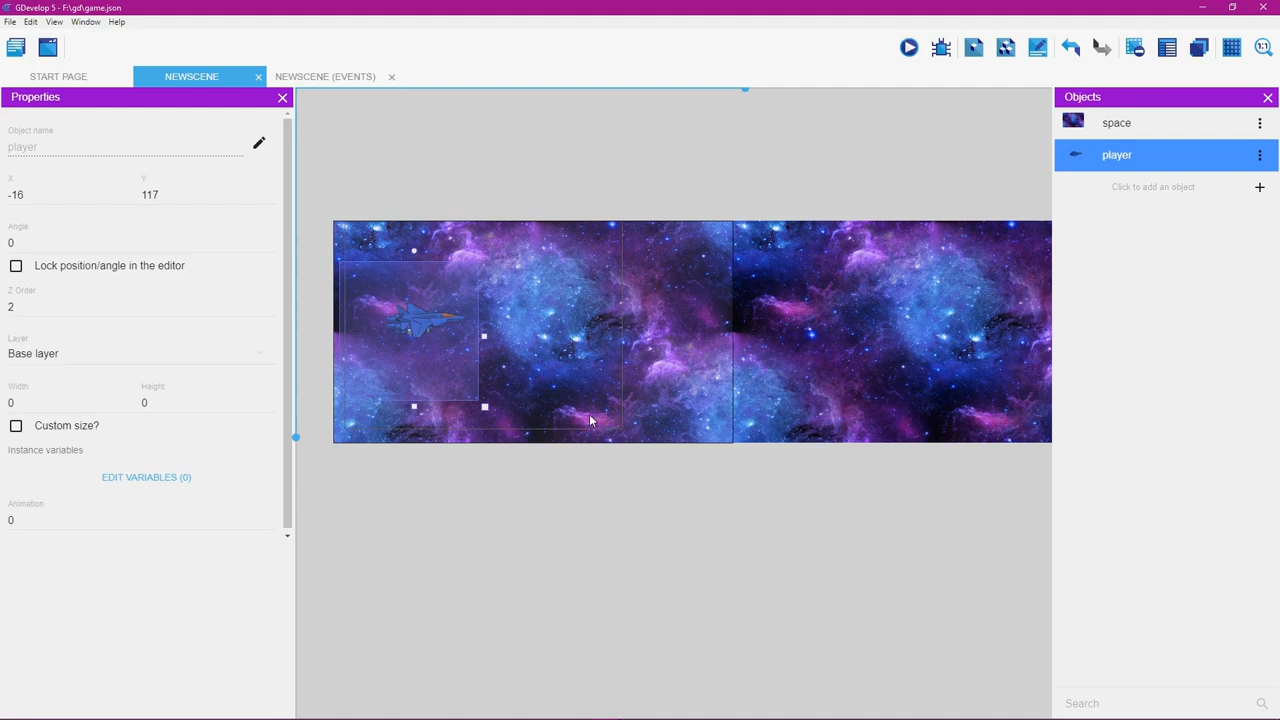 GDevelop 5 - F:\gd\game.json
File Edit View Window Help
1:1
START PAGE NEWSCENE NEWSCENE (EVENTS)
Properties
Objects
Object name
player
X Y
-16 117
Angle
0
Lock position/angle in the editor
Z Order
2
Layer
Base layer
Width Height
0 0
Custom size?
Instance variables
EDIT VARIABLES (0)
Animation
0
space
player
Click to add an object
Search